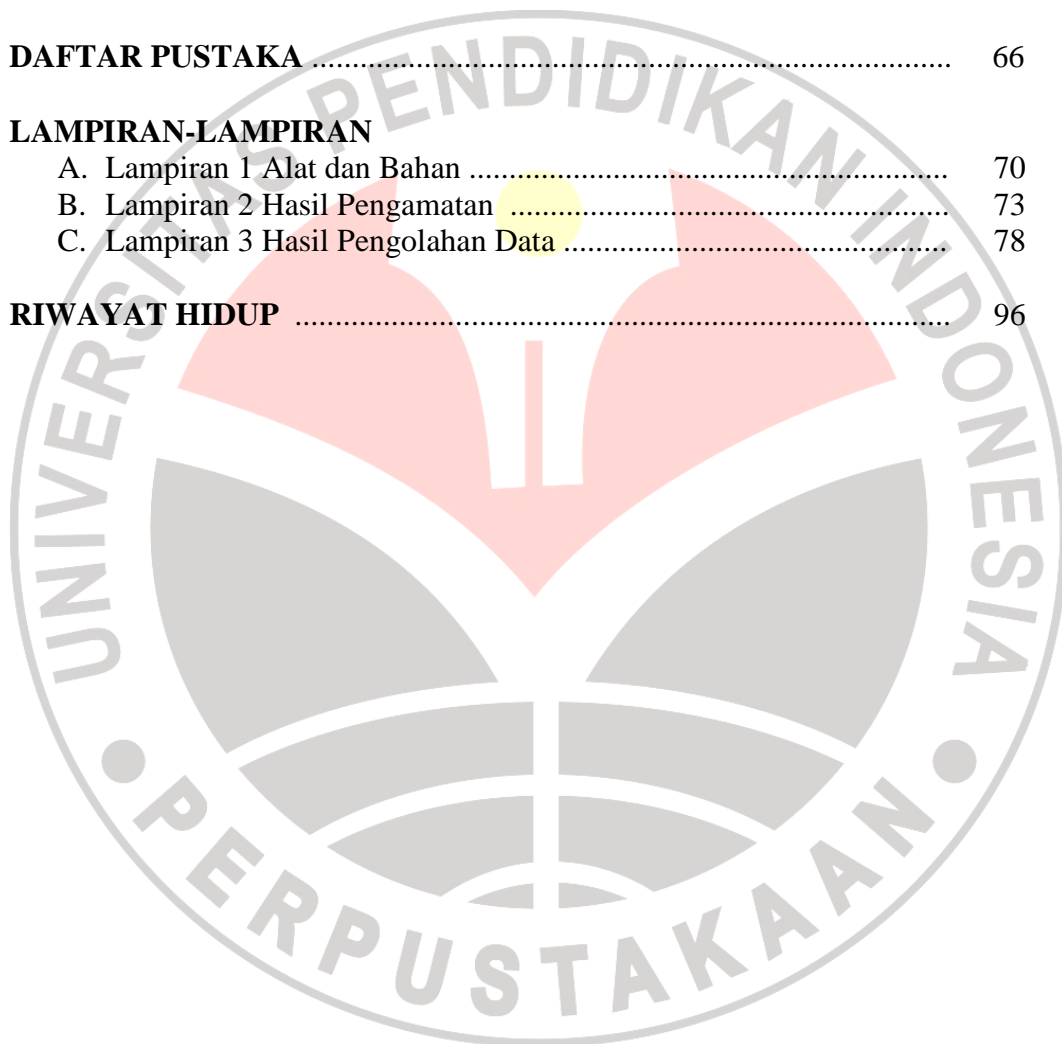 DAFTAR PUSTAKA ............................................................................ 66
LAMPIRAN-LAMPIRAN
A. Lampiran 1 Alat dan Bahan ......................................................... 70
B. Lampiran 2 Hasil Pengamatan .................................................... 73
C. Lampiran 3 Hasil Pengolahan Data ............................................. 78
RIWAYAT HIDUP .............................................................................. 96
UNIVERSITAS PENDIDIKAN INDONESIA
PERPUSTAKAAN